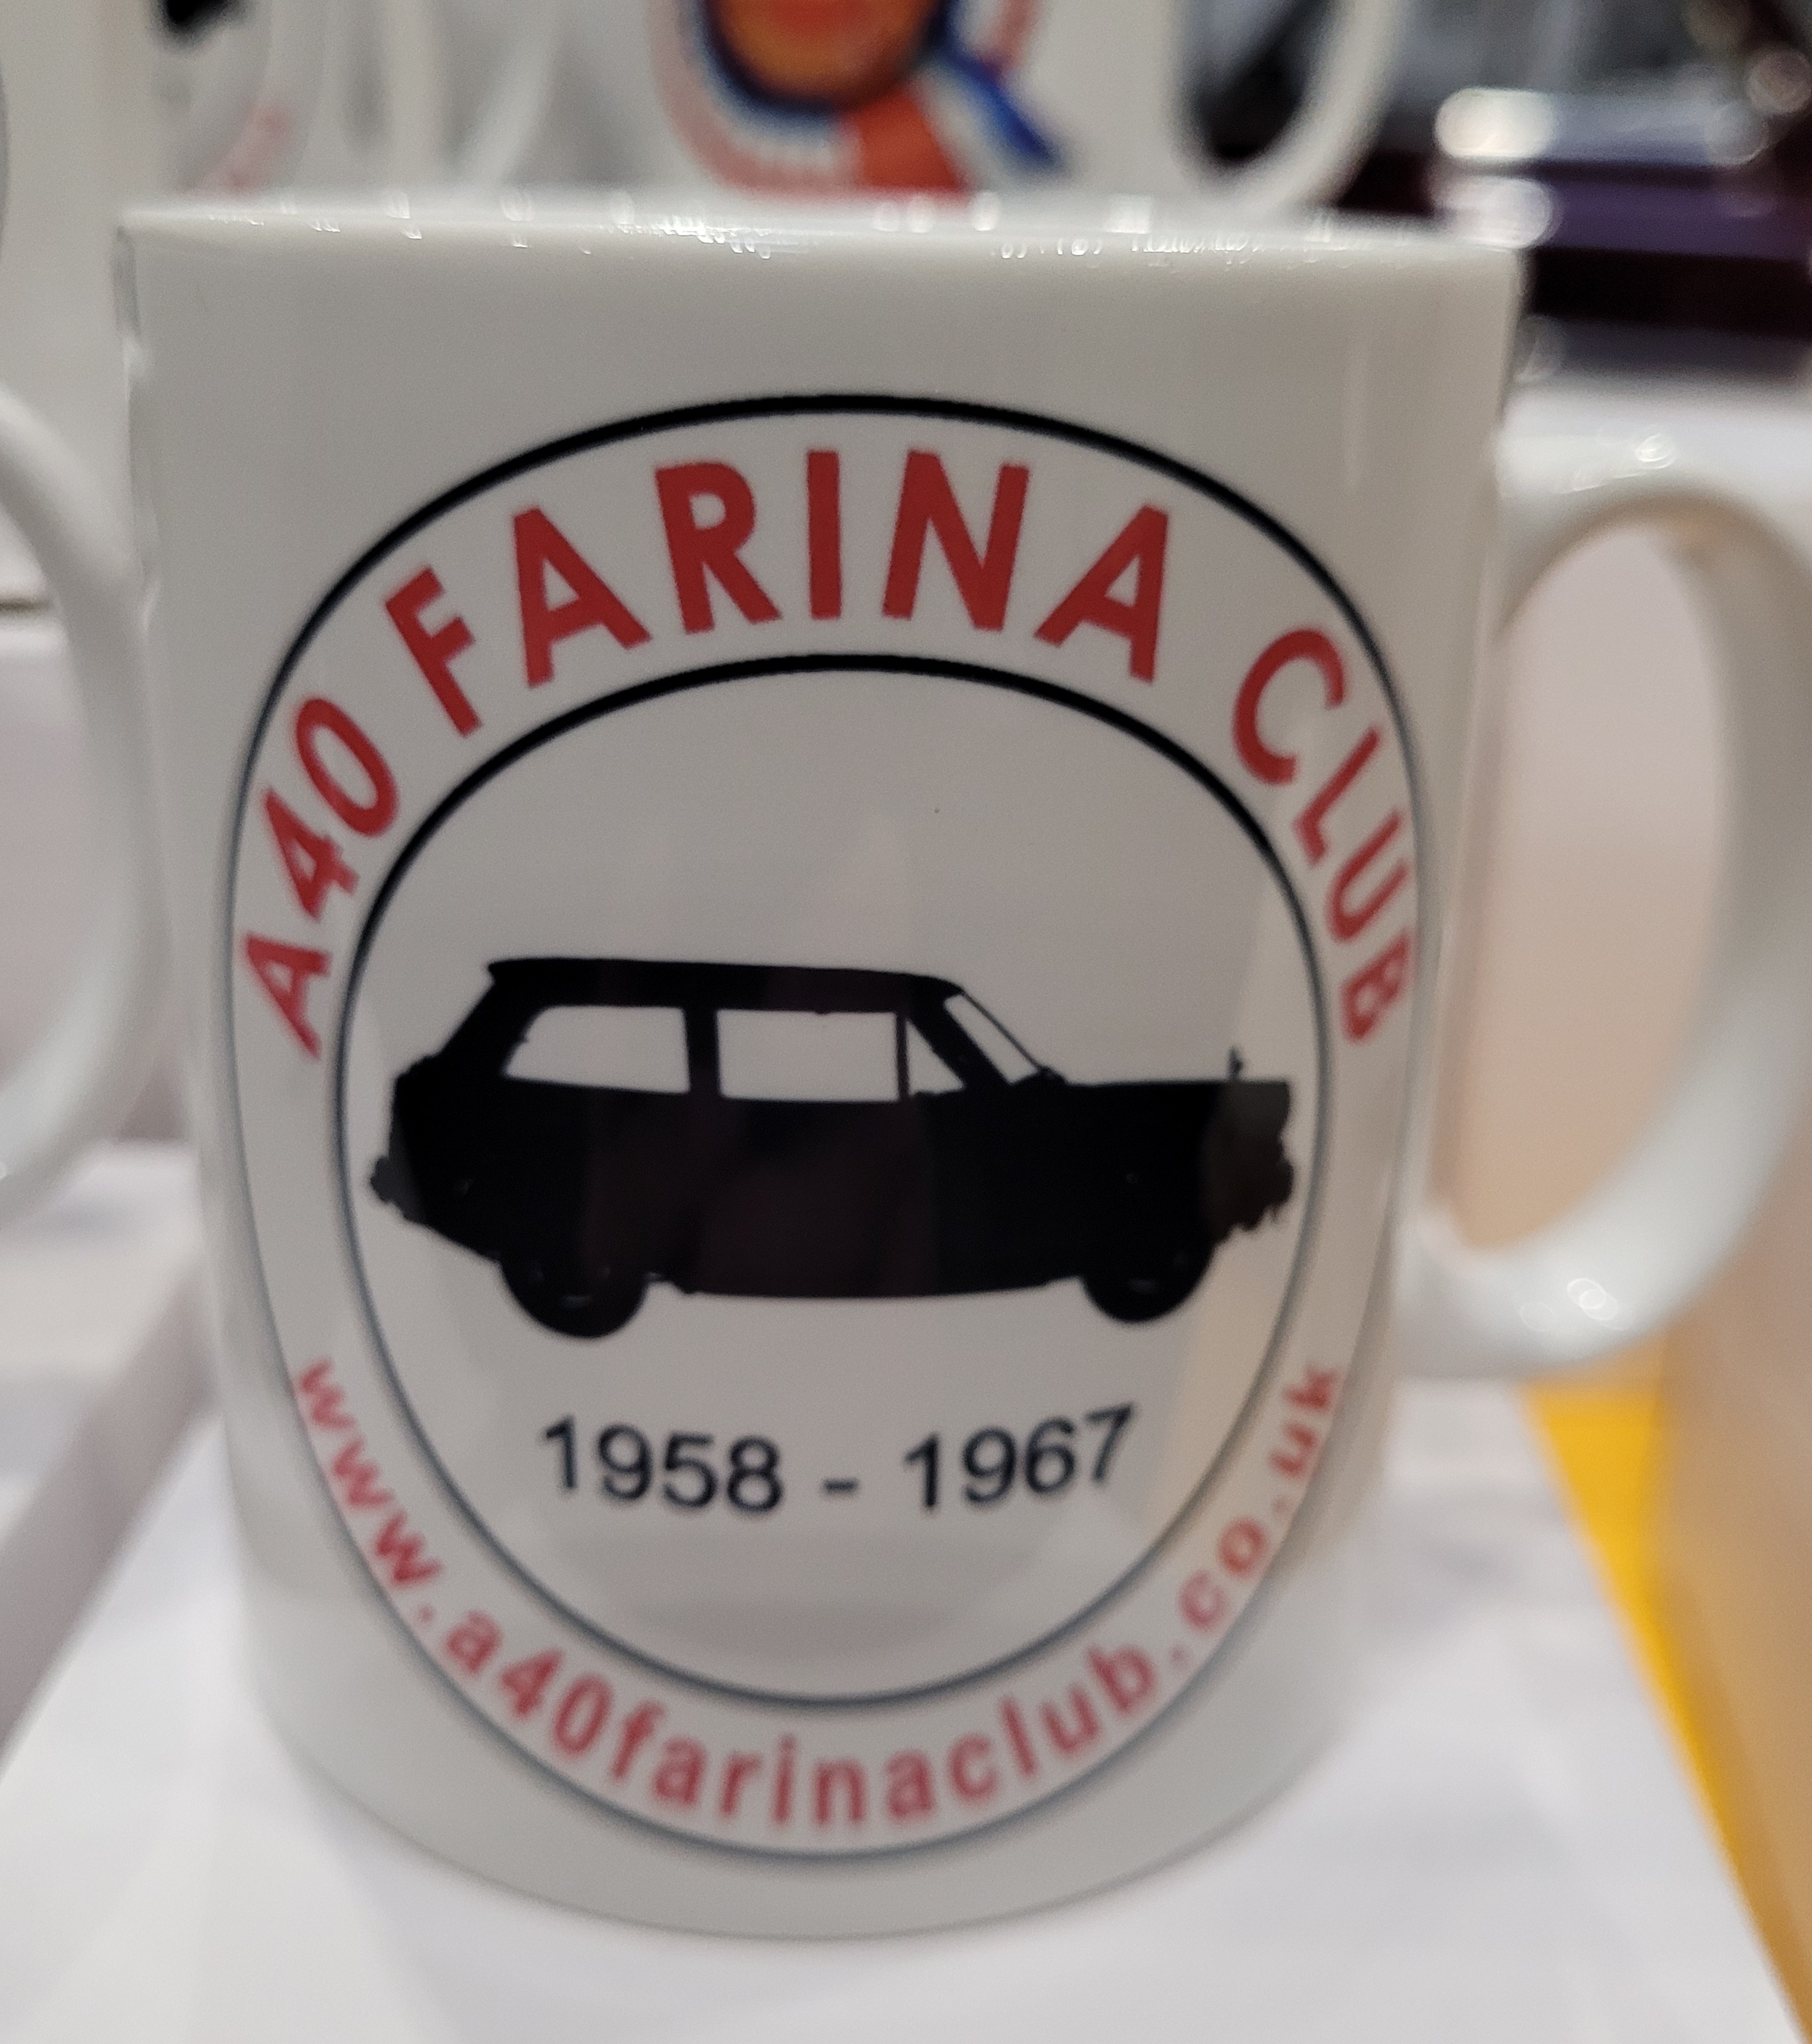 A40 FARINA CLUB
1958 - 1967
www.a40farinaclub.co.uk